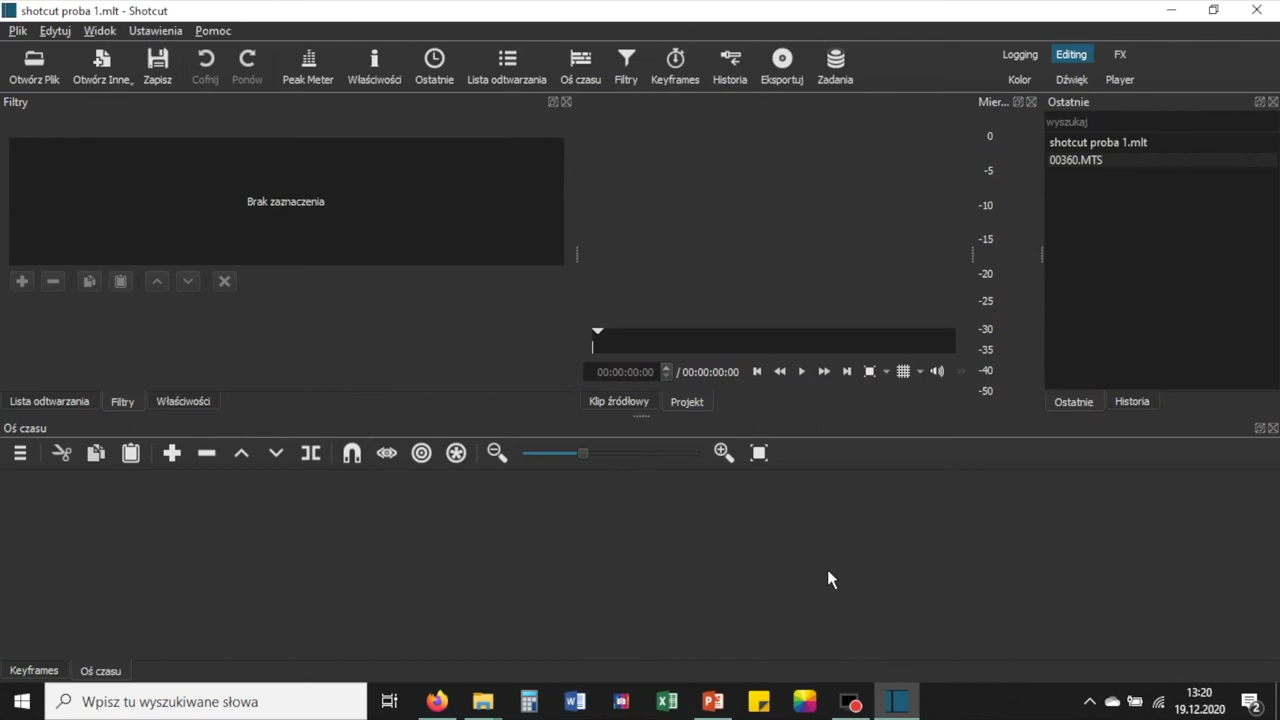 shotcut proba 1.mlt - Shotcut
Plik Edytuj Widok Ustawienia Pomoc
Otwórz Plik Otwórz Inne.. Zapisz Cofnij Ponów Peak Meter Właściwości Ostatnie Lista odtwarzania Oś czasu Filtry Keyframes Historia Eksportuj Zadania
Logging Editing FX
Kolor Dźwięk Player
Filtry
Brak zaznaczenia
Mier...
0
-5
-10
-15
-20
-25
-30
-35
-40
-50
Ostatnie
wyszukaj
shotcut proba 1.mlt
00360.MTS
00:00:00:00 / 00:00:00:00
Lista odtwarzania Filtry Właściwości
Klip źródłowy Projekt
Ostatnie Historia
Oś czasu
Keyframes Oś czasu
Wpisz tu wyszukiwane słowa
13:20
19.12.2020
2